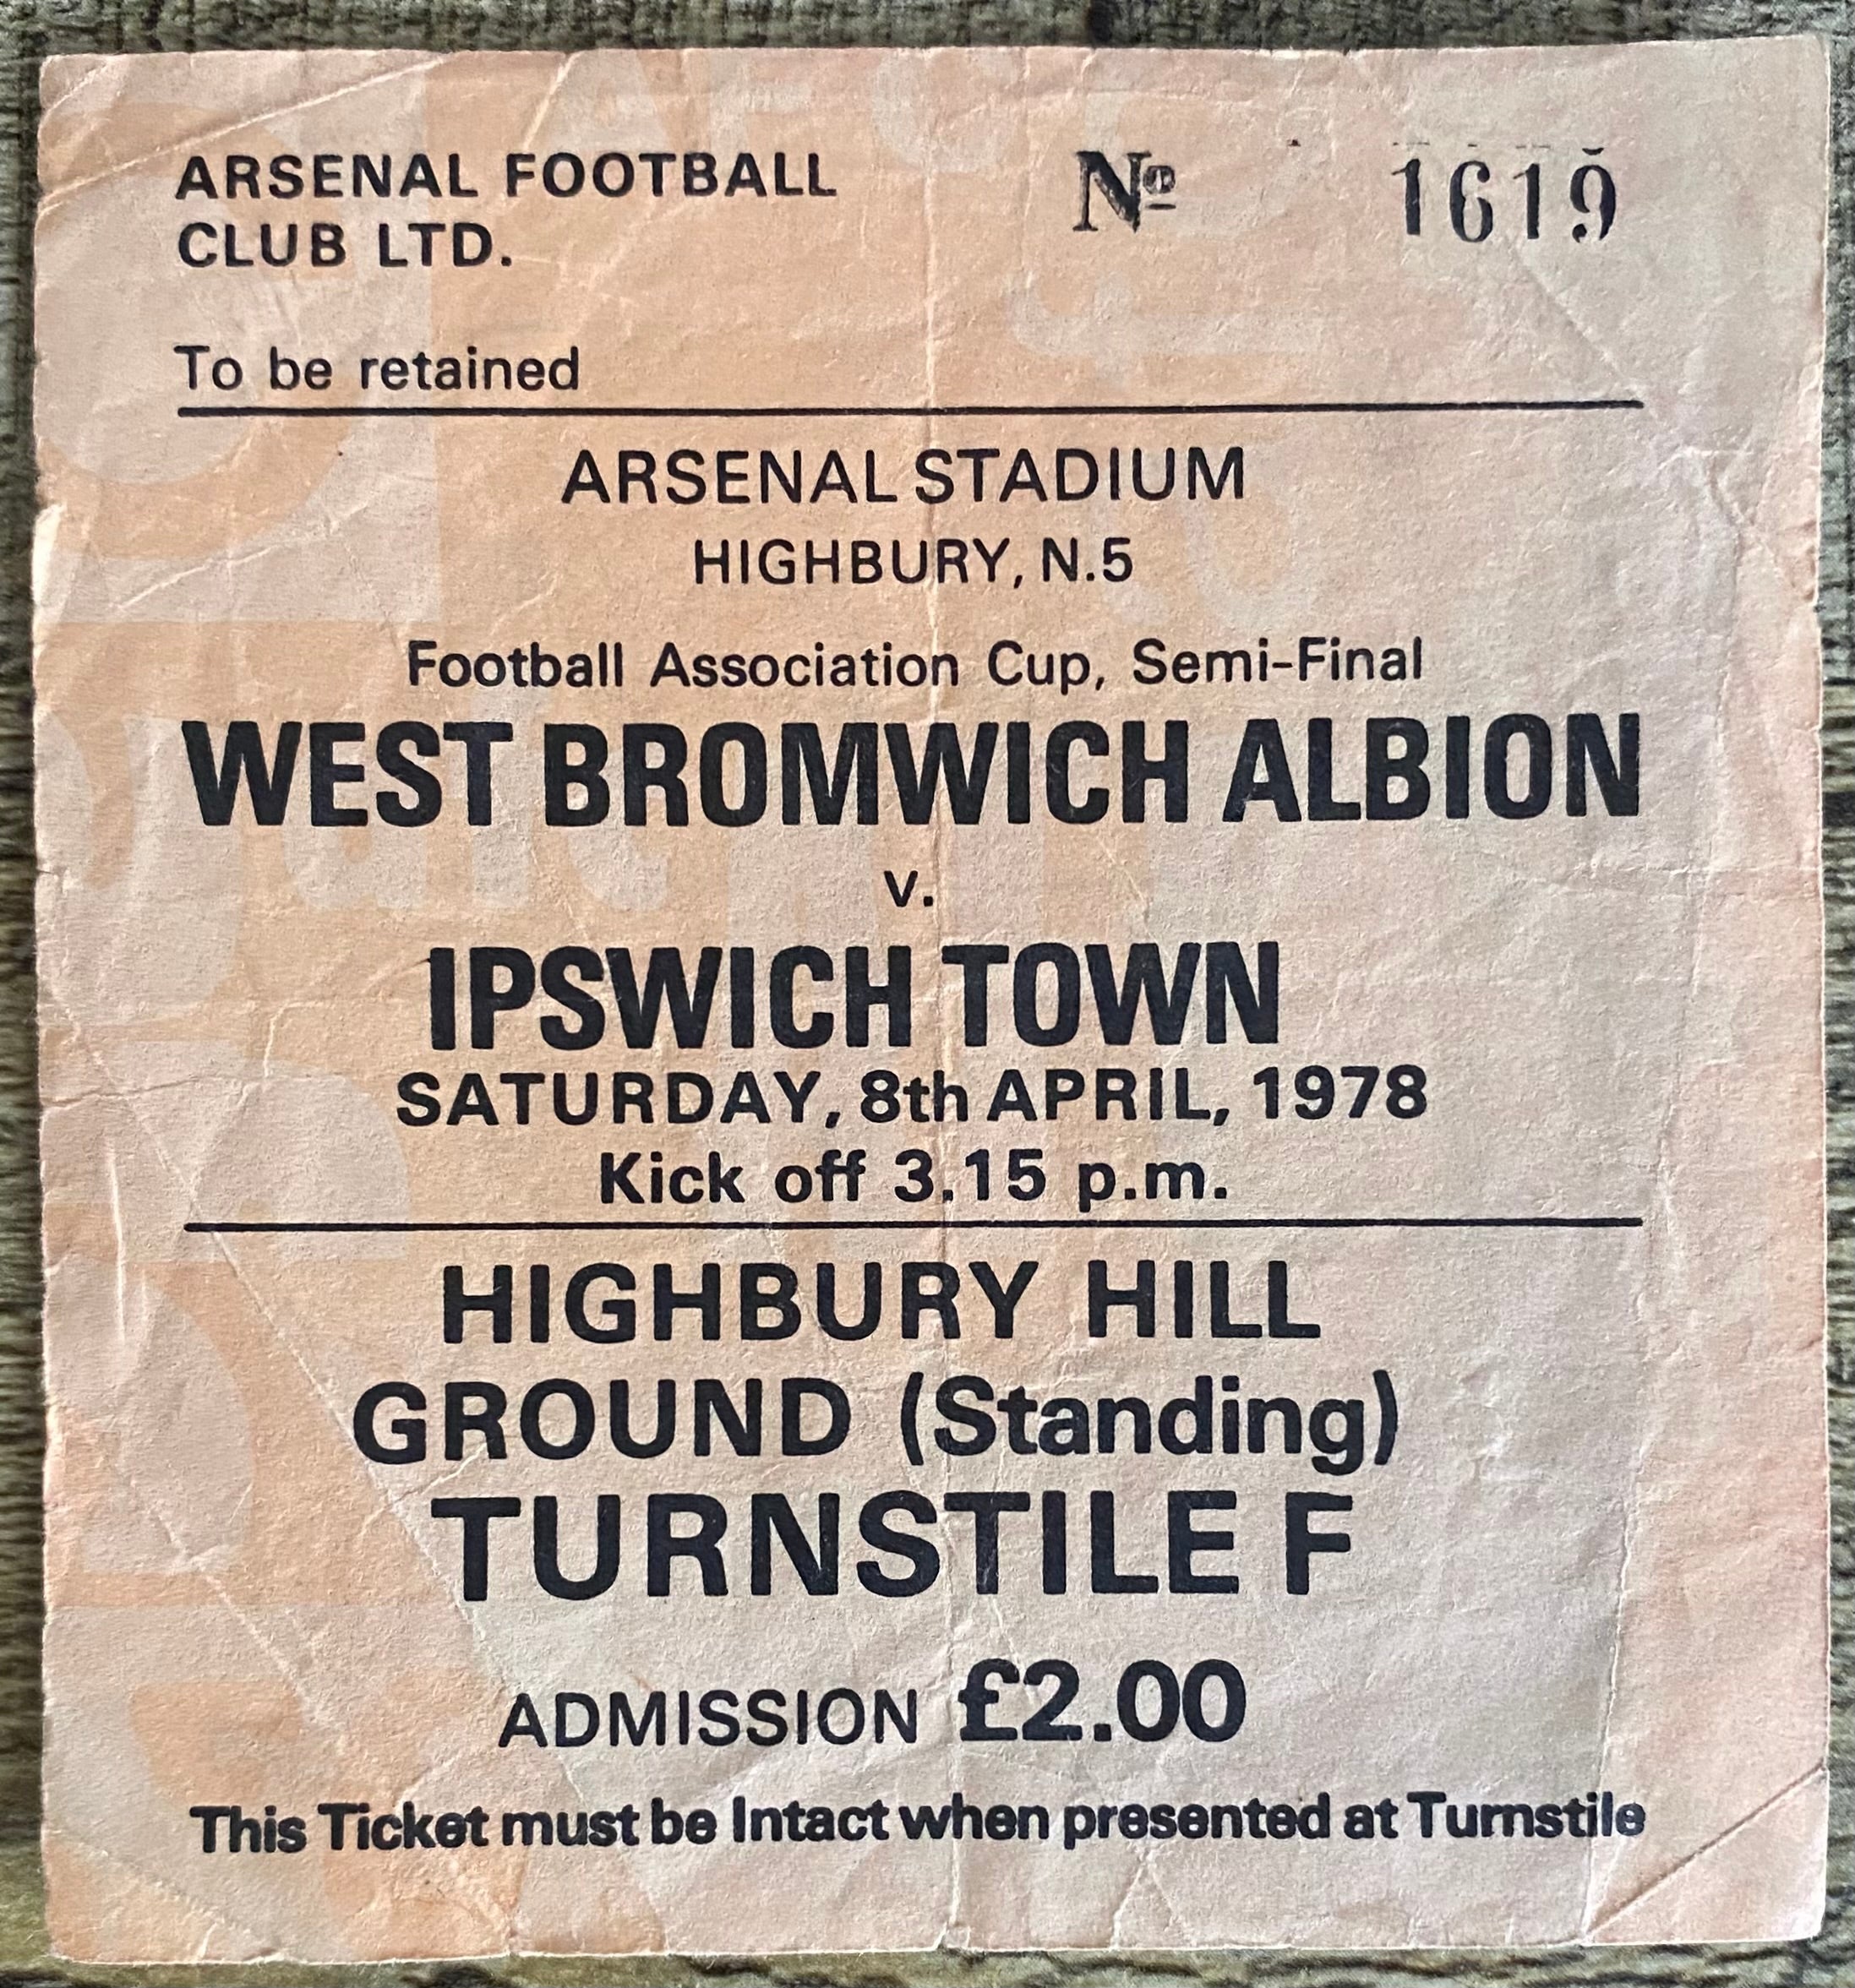 ARSENAL FOOTBALL
CLUB LTD.
Nº 1619
To be retained
ARSENAL STADIUM
HIGHBURY, N.5
Football Association Cup, Semi-Final
WEST BROMWICH ALBION
v.
IPSWICH TOWN
SATURDAY, 8th APRIL, 1978
Kick off 3.15 p.m.
HIGHBURY HILL
GROUND (Standing)
TURNSTILE F
ADMISSION £2.00
This Ticket must be Intact when presented at Turnstile